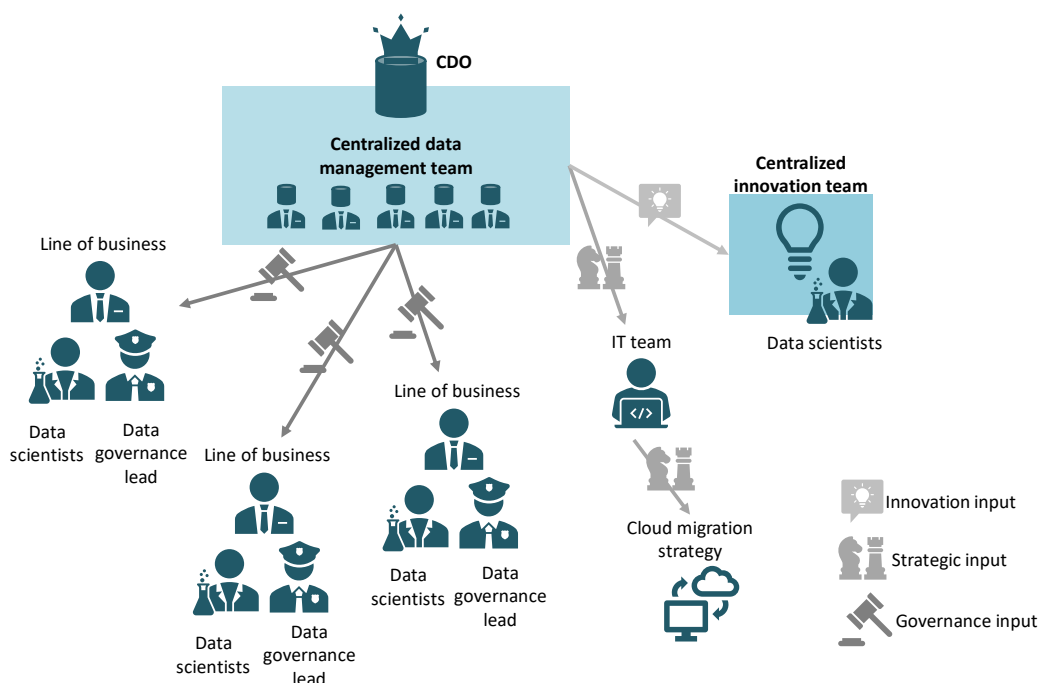 CDO
Centralized data
management team
Centralized
innovation team
Data scientists
Line of business
Data
scientists
Data
governance
lead
Line of business
Data
scientists
Data
governance
lead
Line of business
Data
scientists
Data
governance
lead
IT team
</>
Cloud migration
strategy
Innovation input
Strategic input
Governance input